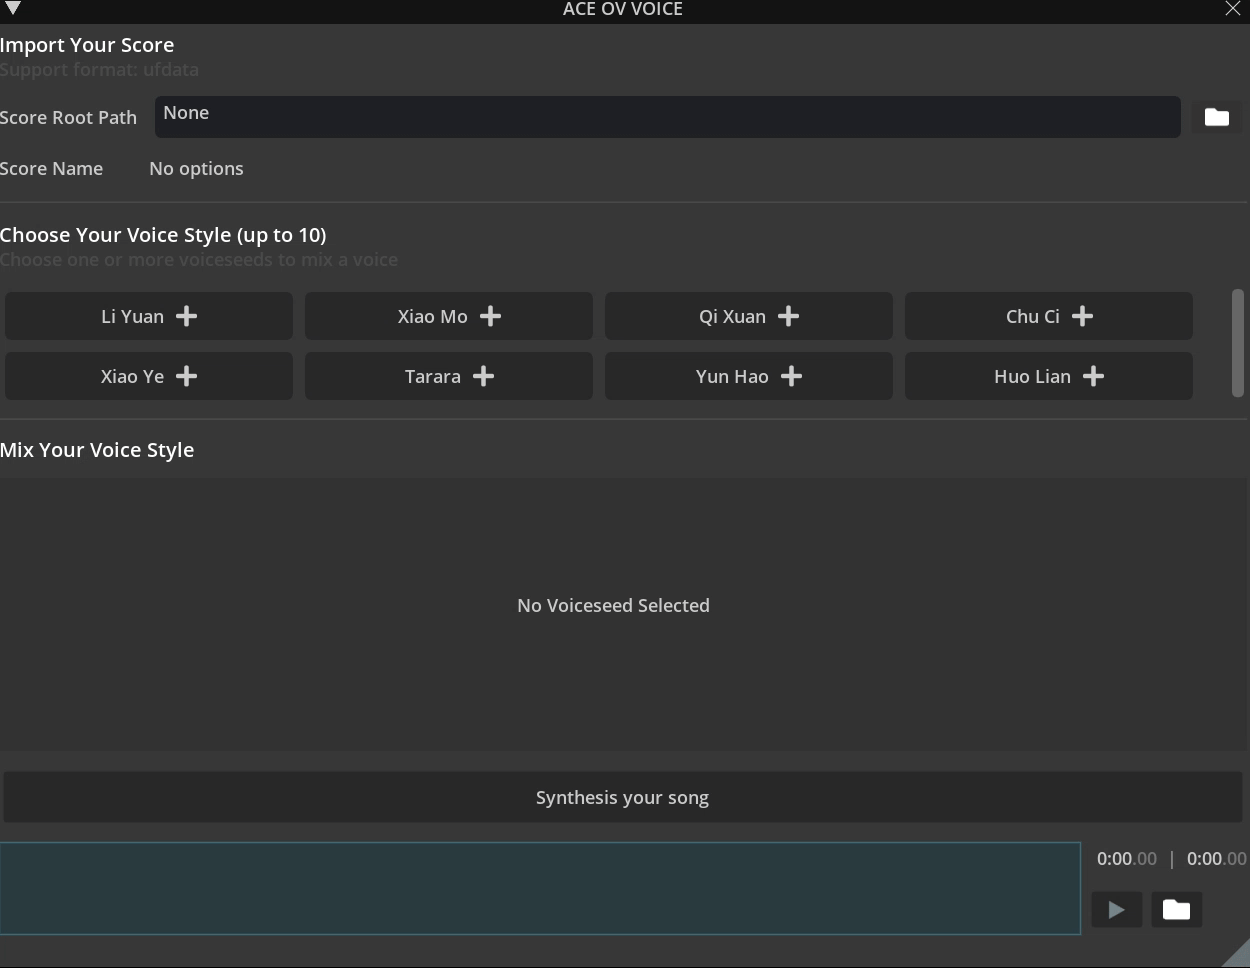 ACE OV VOICE
Import Your Score
Support format: ufdata
Score Root Path None
Score Name No options
Choose Your Voice Style (up to 10)
Choose one or more voiceseeds to mix a voice
Li Yuan Xiao Mo Qi Xuan Chu Ci
Xiao Ye Tarara Yun Hao Huo Lian
Mix Your Voice Style
No Voiceseed Selected
Synthesis your song
0:00.00 | 0:00.00